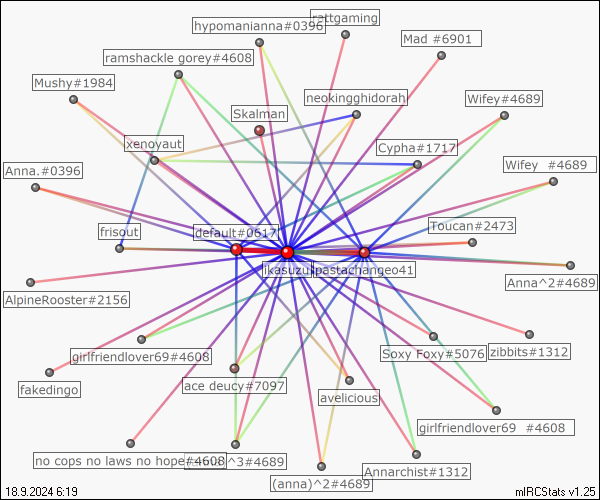 rattgaming
hypomanianna#0396
Mad #6901
ramshackle gorey#4608
Mushy#1984
neokingghidorah
Wifey#4689
Skalman
xenoyaut
Cypha#1717
Wifey #4689
Anna.#0396
frisout
default#0617
Toucan#2473
ikasuzu
pastachangeo41
Anna^2#4689
AlpineRooster#2156
girlfriendlover69#4608
Soxy Foxy#5076
zibbits#1312
fakedingo
ace deucy#7097
avelicious
girlfriendlover69 #4608
no cops no laws no hope#4608
^3#4689
Annarchist#1312
(anna)^2#4689
18.9.2024 6:19
mIRCStats v1.25